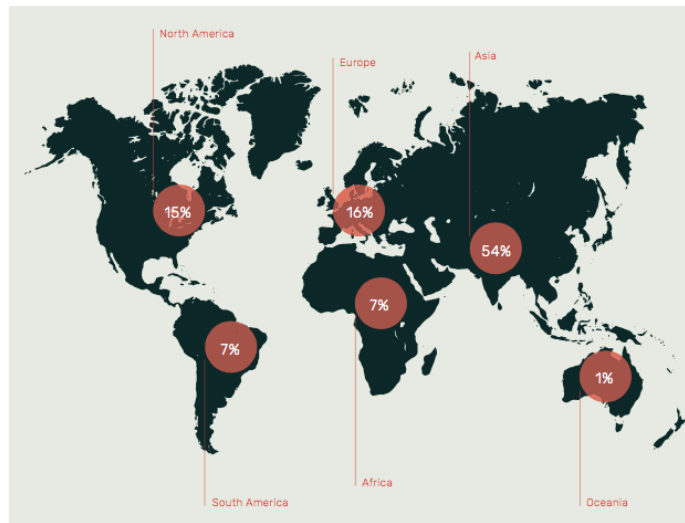 North America
Europe
Asia
15%
16%
54%
7%
7%
1%
Africa
South America
Oceania